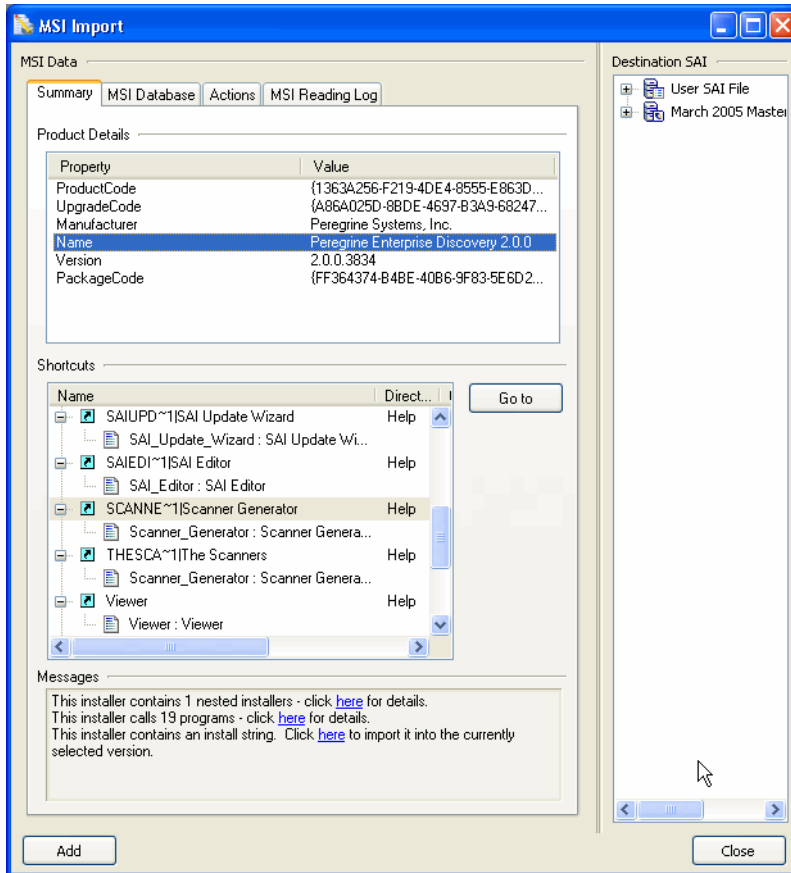 MSI Import
MSI Data
Destination SAI
Summary MSI Database Actions MSI Reading Log
User SAI File
March 2005 Master
Product Details
Property Value
ProductCode {1363A256-F219-4DE4-8555-E863D...
UpgradeCode {A86A025D-8BDE-4697-B3A9-68247...
Manufacturer Peregrine Systems, Inc.
Name Peregrine Enterprise Discovery 2.0.0
Version 2.0.0.3834
PackageCode {FF364374-B4BE-40B6-9F83-5E6D2...
Shortcuts
Name Direct...
Go to
SAIUPD~1|SAI Update Wizard Help
SAI_Update_Wizard : SAI Update Wi...
SAIEDI~1|SAI Editor Help
SAI_Editor : SAI Editor
SCANNE~1|Scanner Generator Help
Scanner_Generator : Scanner Genera...
THESCA~1|The Scanners Help
Scanner_Generator : Scanner Genera...
Viewer Help
Viewer : Viewer
Messages
This installer contains 1 nested installers - click here for details.
This installer calls 19 programs - click here for details.
This installer contains an install string. Click here to import it into the currently
selected version.
Add
Close